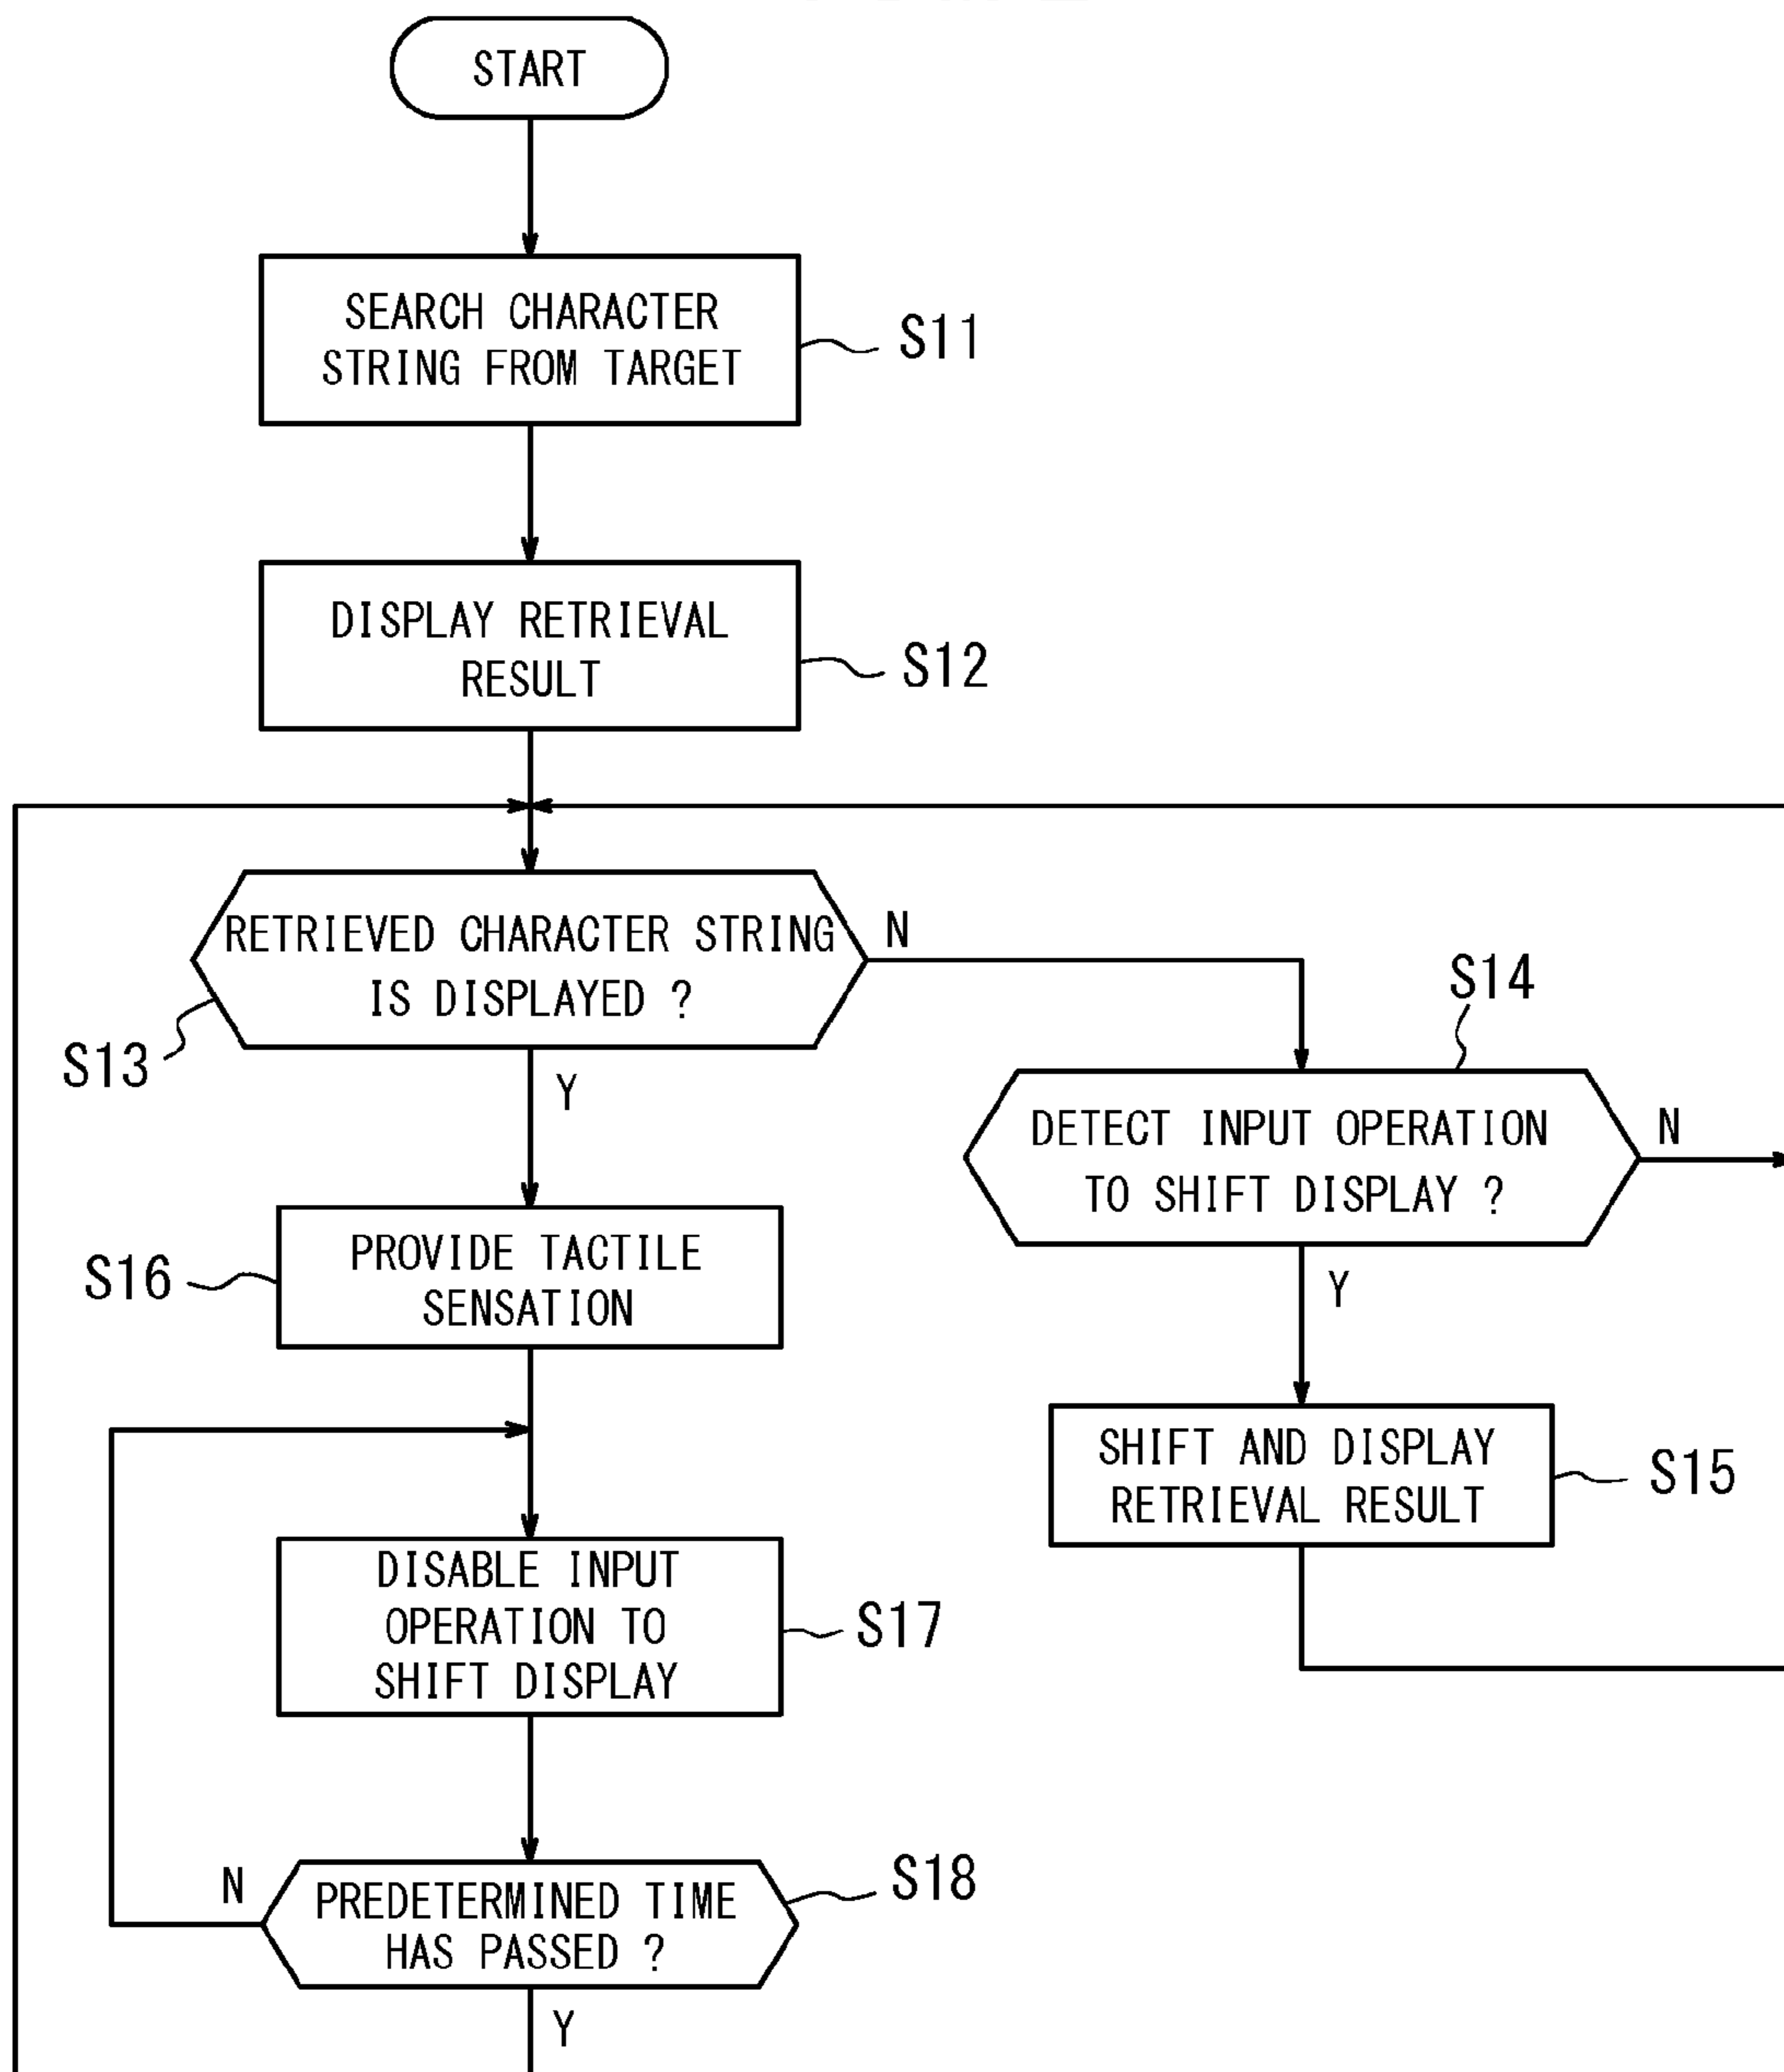 START
SEARCH CHARACTER
STRING FROM TARGET
S11
DISPLAY RETRIEVAL
RESULT
S12
RETRIEVED CHARACTER STRING
IS DISPLAYED ?
N
S13
Y
S14
DETECT INPUT OPERATION
TO SHIFT DISPLAY ?
N
Y
PROVIDE TACTILE
SENSATION
S16
SHIFT AND DISPLAY
RETRIEVAL RESULT
S15
DISABLE INPUT
OPERATION TO
SHIFT DISPLAY
S17
PREDETERMINED TIME
HAS PASSED ?
S18
N
Y